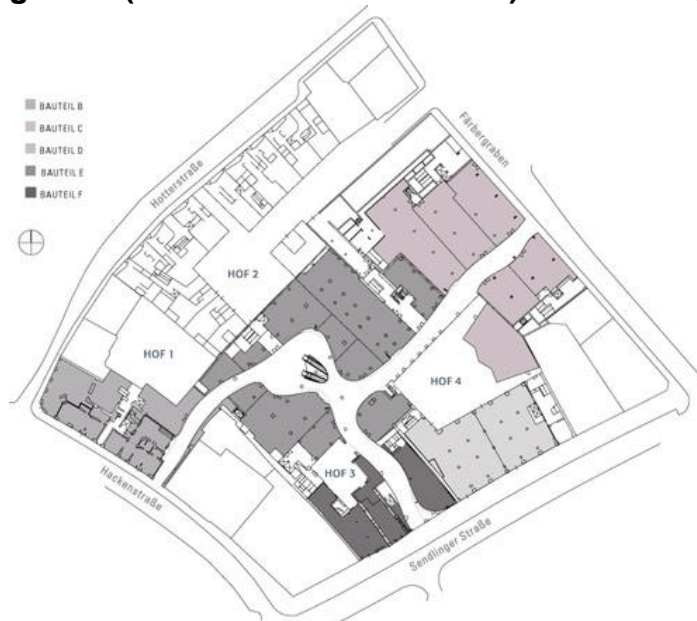 BAUTEIL B
BAUTEIL C
BAUTEIL D
BAUTEIL E
BAUTEIL F
Hotterstraße
Färbergraben
HOF 2
HOF 1
HOF 4
HOF 3
Hackenstraße
Sendlinger Straße